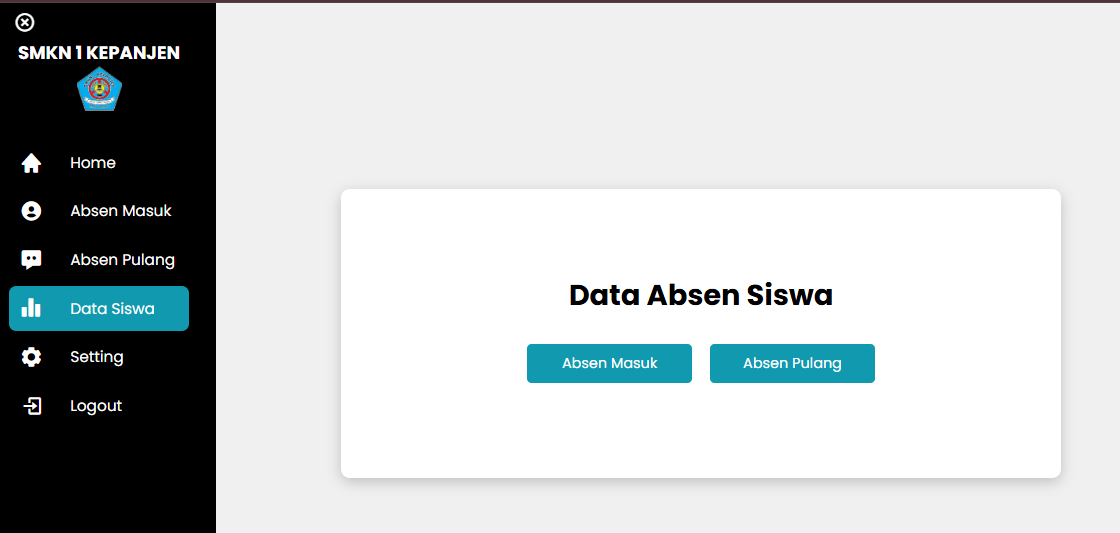 SMKN 1 KEPANJEN
Home
Absen Masuk
Absen Pulang
Data Siswa
Setting
Logout
Data Absen Siswa
Absen Masuk
Absen Pulang